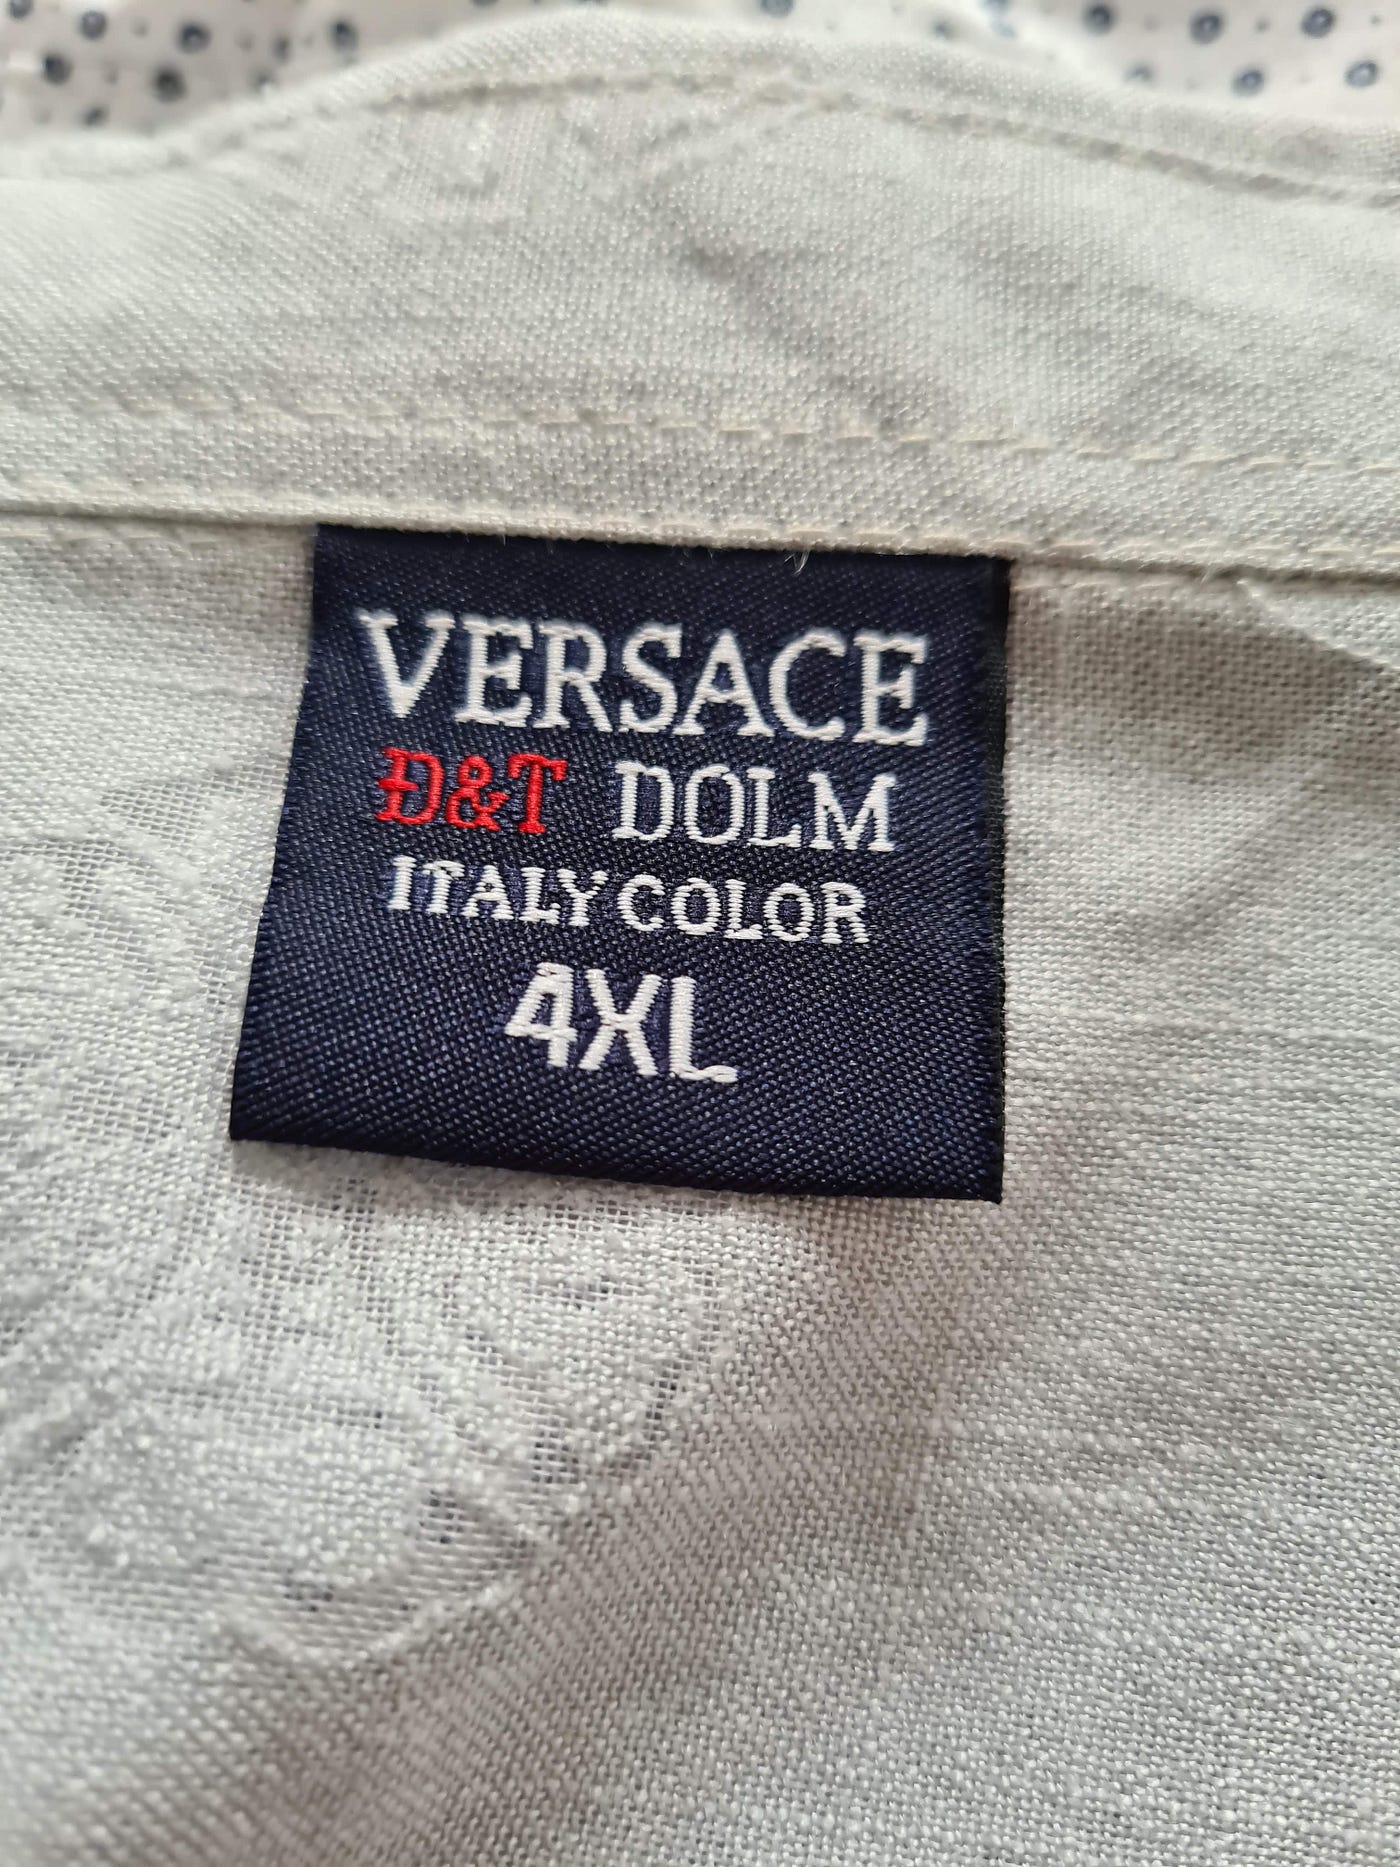 VERSACE
Đ&T DOLM
ITALY COLOR
4XL